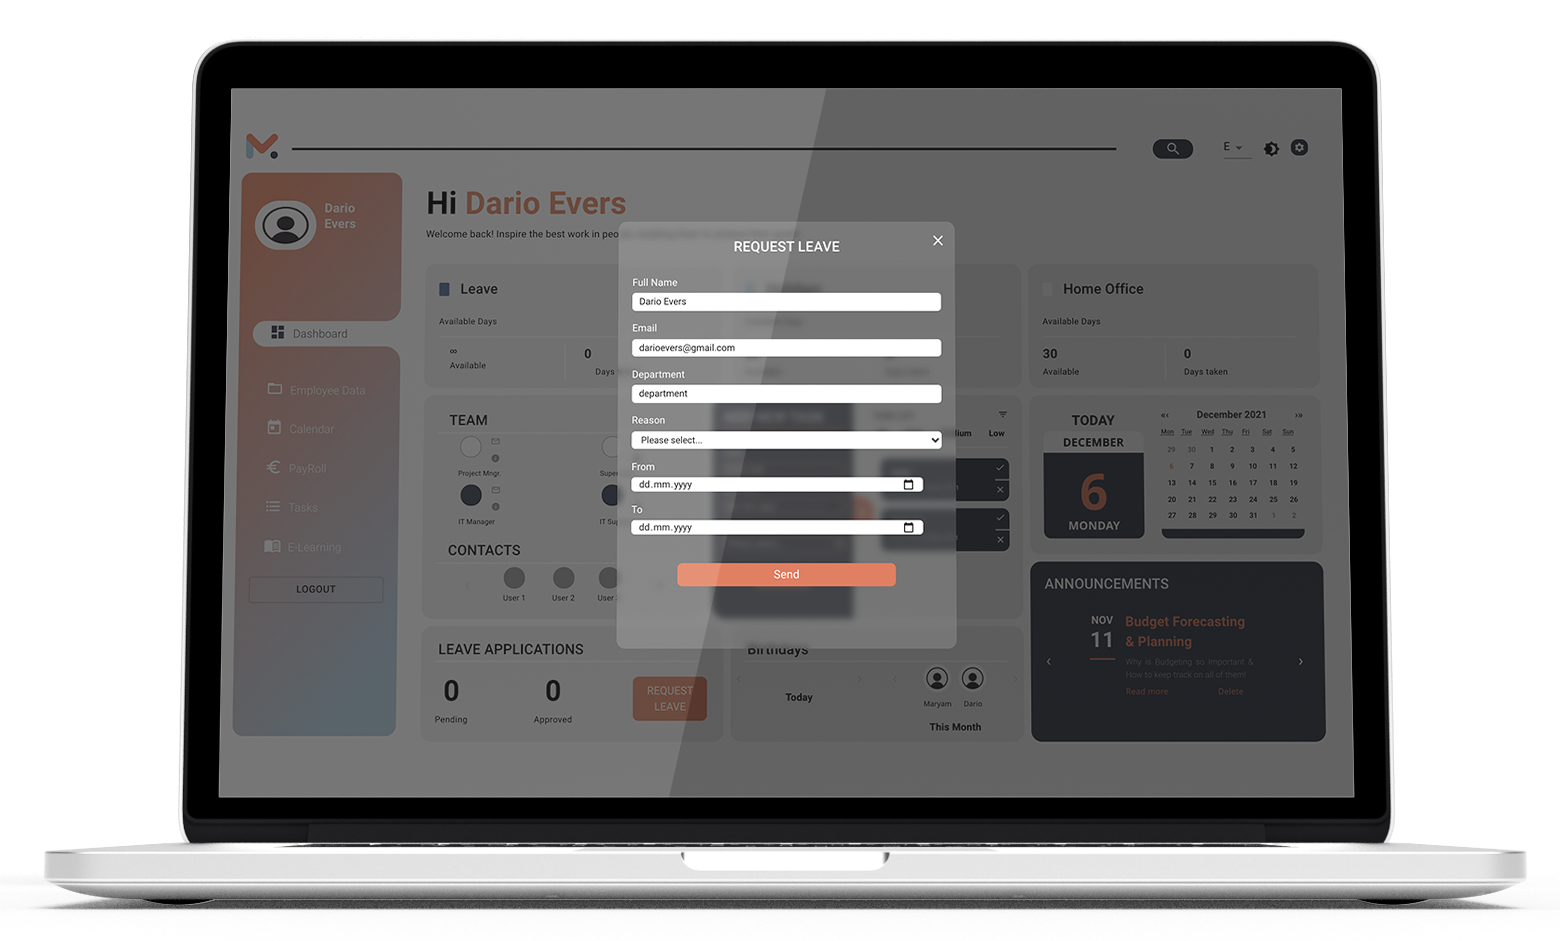 E
Dario
Evers
Hi Dario Evers
Welcome back! Inspire the best work in
REQUEST LEAVE
Full Name
Dario Evers
Email
darioevers@gmail.com
Department
department
Reason
Please select...
From
dd.mm.yyyy
To
dd.mm.yyyy
Send
Dashboard
Employee Data
Calendar
PayRoll
Tasks
E-Learning
LOGOUT
Leave
Available Days
∞
Available
0
Days
Home Office
Available Days
30
Available
0
Days taken
TEAM
Project Mngr.
IT Manager
CONTACTS
User 1
User 2
User
Low
TODAY
DECEMBER
6
MONDAY
‹‹ December 2021 ››
Mon Tue Wed Thu Fri Sat Sun
29 30 1 2 3 4 5
6 7 8 9 10 11 12
13 14 15 16 17 18 19
20 21 22 23 24 25 26
27 28 29 30 31 1 2
ANNOUNCEMENTS
NOV
11
Budget Forecasting
& Planning
Why is Budgeting so Important &
How to keep track on all of them!
Read more Delete
LEAVE APPLICATIONS
0
Pending
0
Approved
REQUEST
LEAVE
Birthdays
Today
Maryam Dario
This Month